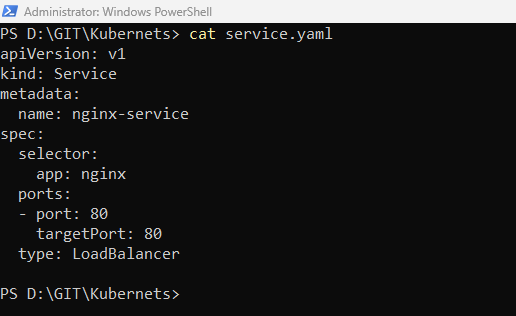 Administrator: Windows PowerShell
PS D:\GIT\Kubernets> cat service.yaml
apiVersion: v1
kind: Service
metadata:
  name: nginx-service
spec:
  selector:
    app: nginx
  ports:
  - port: 80
    targetPort: 80
  type: LoadBalancer
PS D:\GIT\Kubernets>